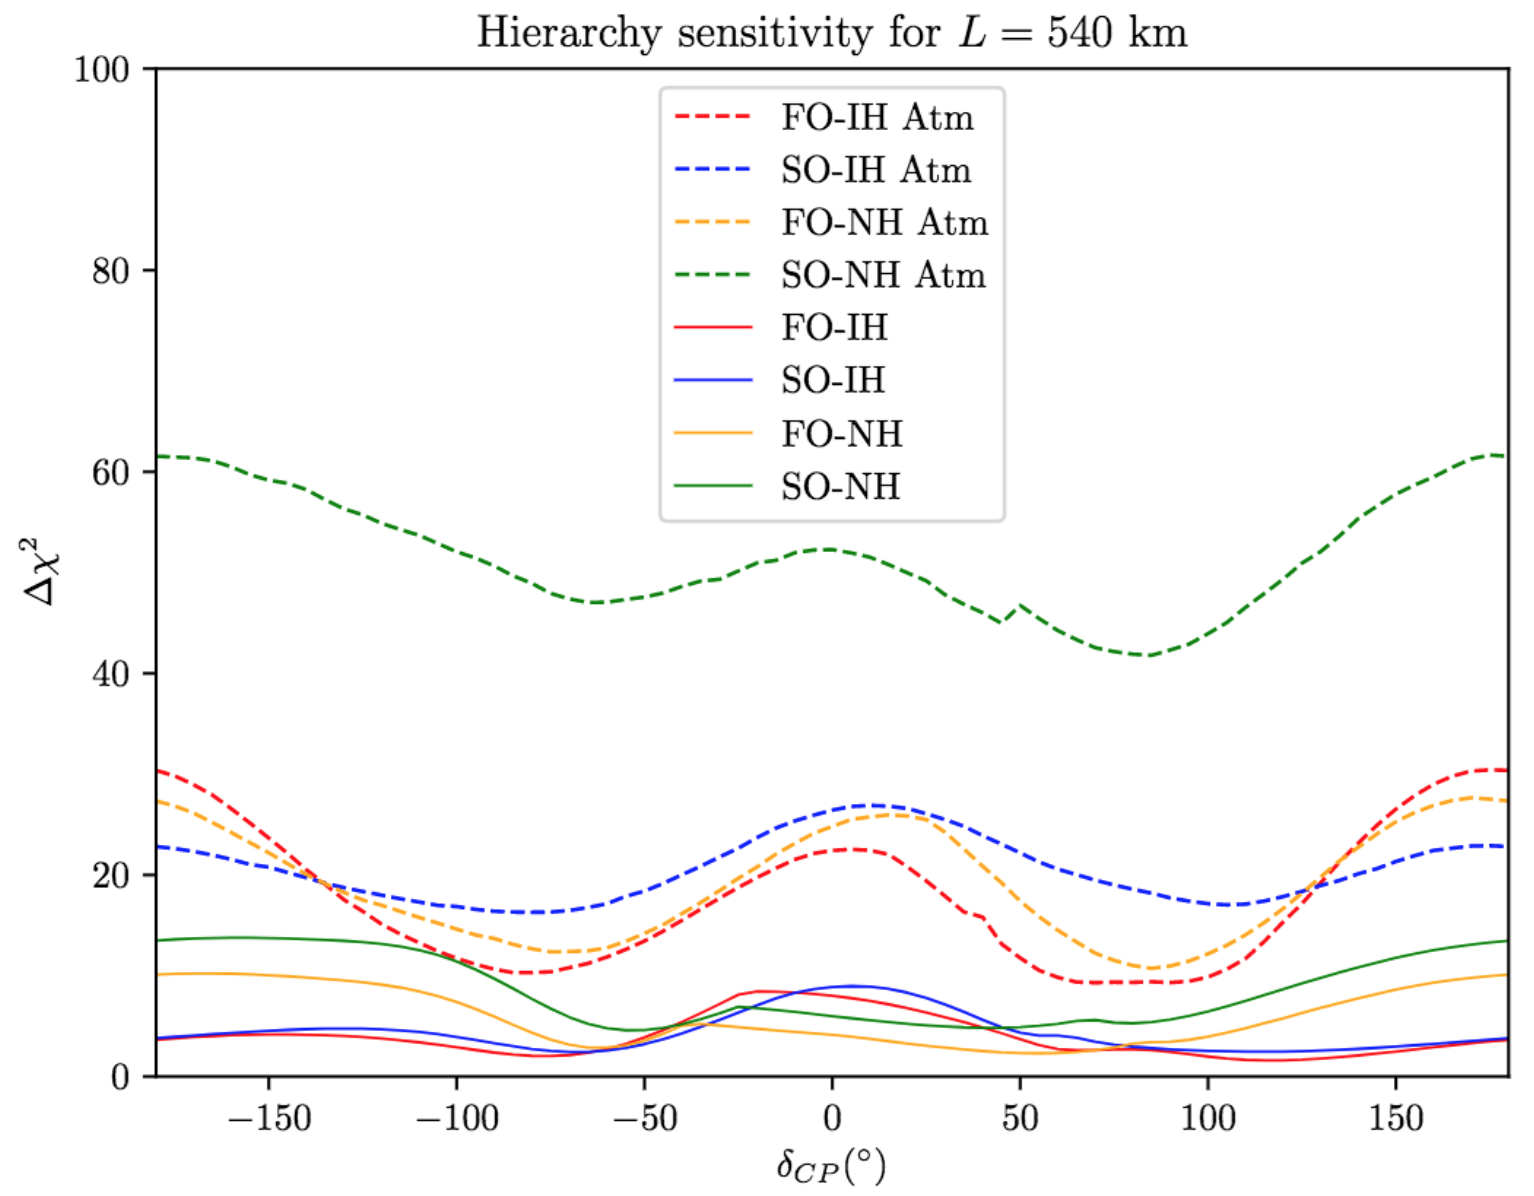 Hierarchy sensitivity for L = 540 km
100
80
60
40
20
0
Δχ²
FO-IH Atm
SO-IH Atm
FO-NH Atm
SO-NH Atm
FO-IH
SO-IH
FO-NH
SO-NH
−150 −100 −50 0 50 100 150
δ_CP(°)